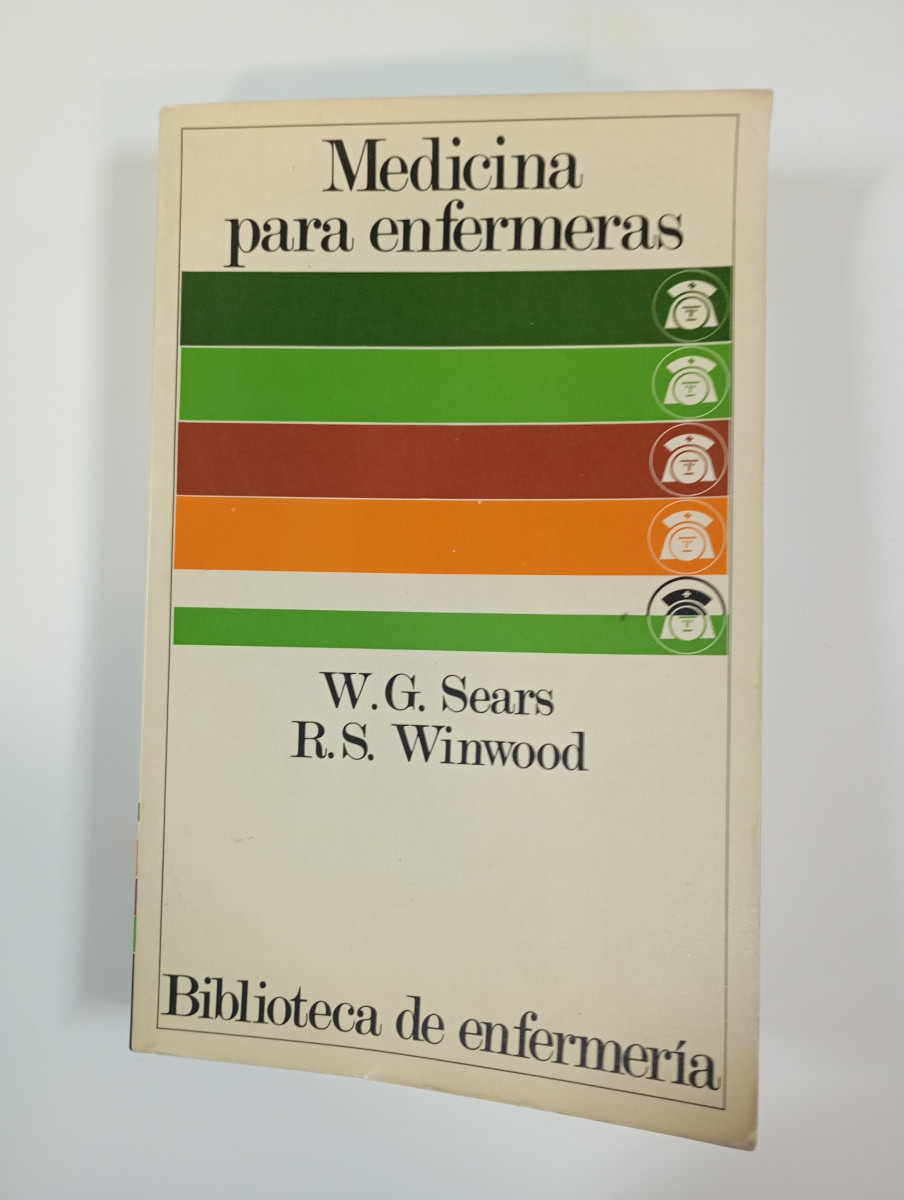 Medicina
para enfermeras
W.G. Sears
R.S. Winwood
Biblioteca de enfermería